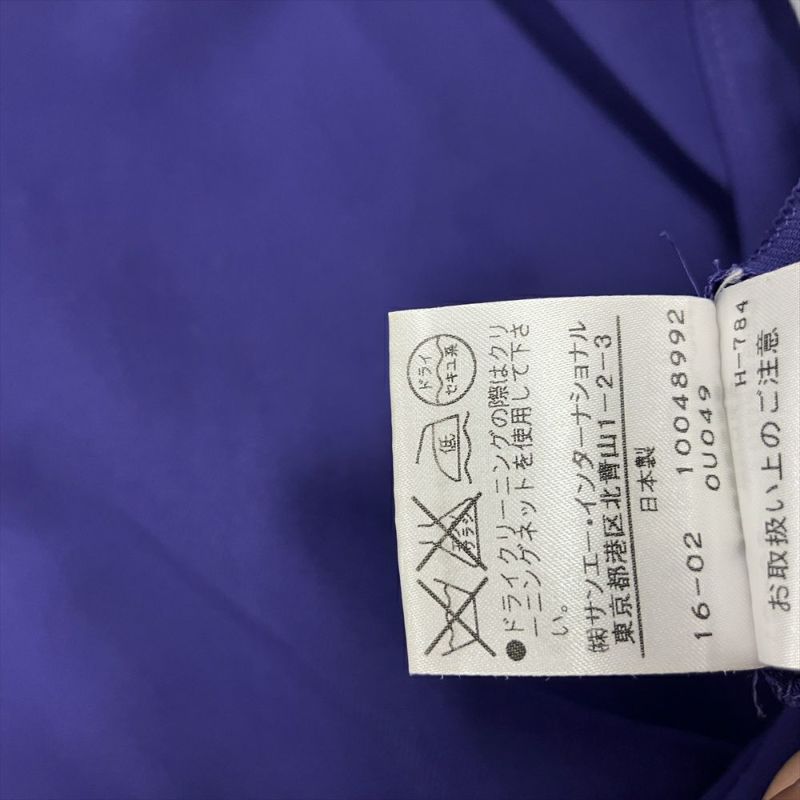 エンソサラシ
低
ドライ
セキユ系
●ドライクリーニングの際はクリ
ーニングネットを使用して下さ
い。
㈱サンエー・インターナショナル
東京都港区北青山1-2-3
日本製
16-02 10048992
OU049
H-784
お取扱い上のご注意